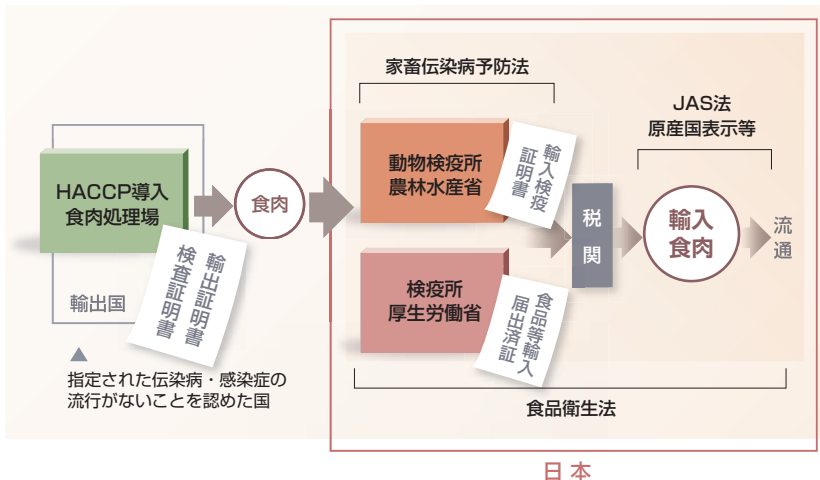 家畜伝染病予防法
JAS法
原産国表示等
HACCP導入
食肉処理場
食肉
動物検疫所
農林水産省
輸入検疫
証明書
税関
輸入
食肉
流通
輸出証明書
検査証明書
輸出国
検疫所
厚生労働省
食品等輸入
届出済証
▲
指定された伝染病・感染症の
流行がないことを認めた国
食品衛生法
日本